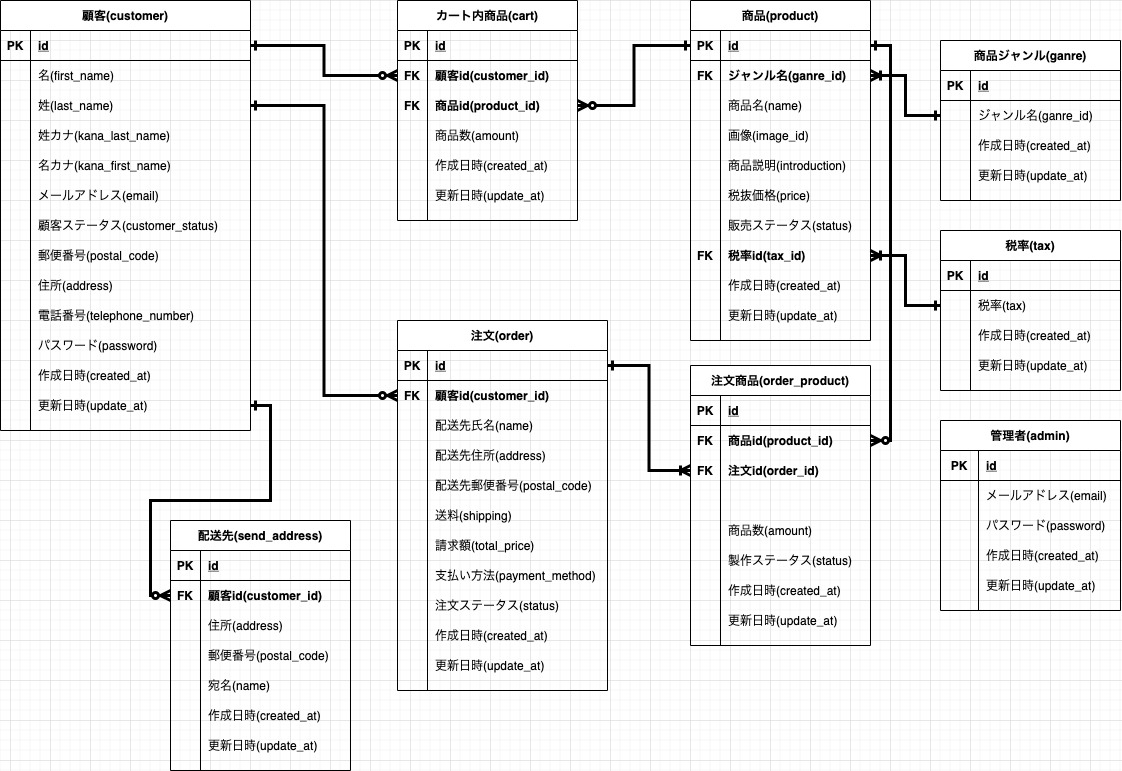 顧客(customer)
PK id
名(first_name)
姓(last_name)
姓カナ(kana_last_name)
名カナ(kana_first_name)
メールアドレス(email)
顧客ステータス(customer_status)
郵便番号(postal_code)
住所(address)
電話番号(telephone_number)
パスワード(password)
作成日時(created_at)
更新日時(update_at)
カート内商品(cart)
PK id
FK 顧客id(customer_id)
FK 商品id(product_id)
商品数(amount)
作成日時(created_at)
更新日時(update_at)
商品(product)
PK id
FK ジャンル名(ganre_id)
商品名(name)
画像(image_id)
商品説明(introduction)
税抜価格(price)
販売ステータス(status)
FK 税率id(tax_id)
作成日時(created_at)
更新日時(update_at)
商品ジャンル(ganre)
PK id
ジャンル名(ganre_id)
作成日時(created_at)
更新日時(update_at)
税率(tax)
PK id
税率(tax)
作成日時(created_at)
更新日時(update_at)
注文(order)
PK id
FK 顧客id(customer_id)
配送先氏名(name)
配送先住所(address)
配送先郵便番号(postal_code)
送料(shipping)
請求額(total_price)
支払い方法(payment_method)
注文ステータス(status)
作成日時(created_at)
更新日時(update_at)
注文商品(order_product)
PK id
FK 商品id(product_id)
FK 注文id(order_id)
商品数(amount)
製作ステータス(status)
作成日時(created_at)
更新日時(update_at)
管理者(admin)
PK id
メールアドレス(email)
パスワード(password)
作成日時(created_at)
更新日時(update_at)
配送先(send_address)
PK id
FK 顧客id(customer_id)
住所(address)
郵便番号(postal_code)
宛名(name)
作成日時(created_at)
更新日時(update_at)